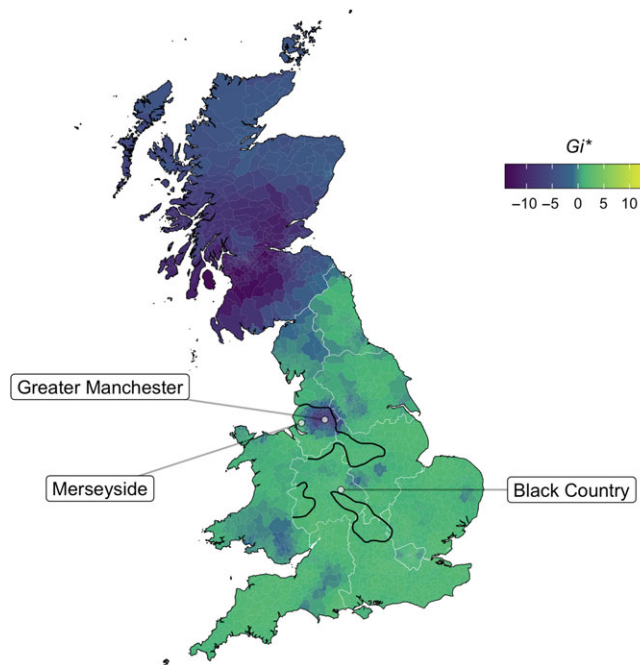 Gi*
−10 −5 0 5 10
Greater Manchester
Merseyside
Black Country